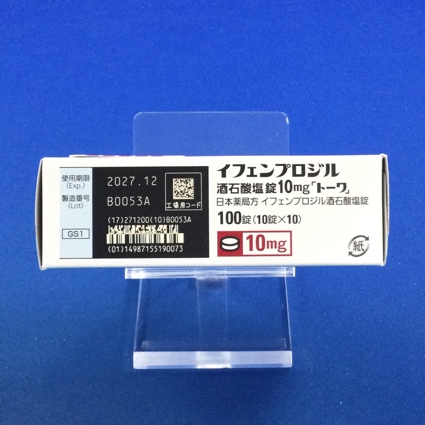 使用期限
(Exp.)
2027.12
製造番号
(Lot)
B0053A
工場用コード
GS1
(17)271200(10)B0053A
(01)14987155190073
イフェンプロジル
酒石酸塩錠10mg「トーワ」
日本薬局方 イフェンプロジル酒石酸塩錠
100錠(10錠×10)
10mg
紙